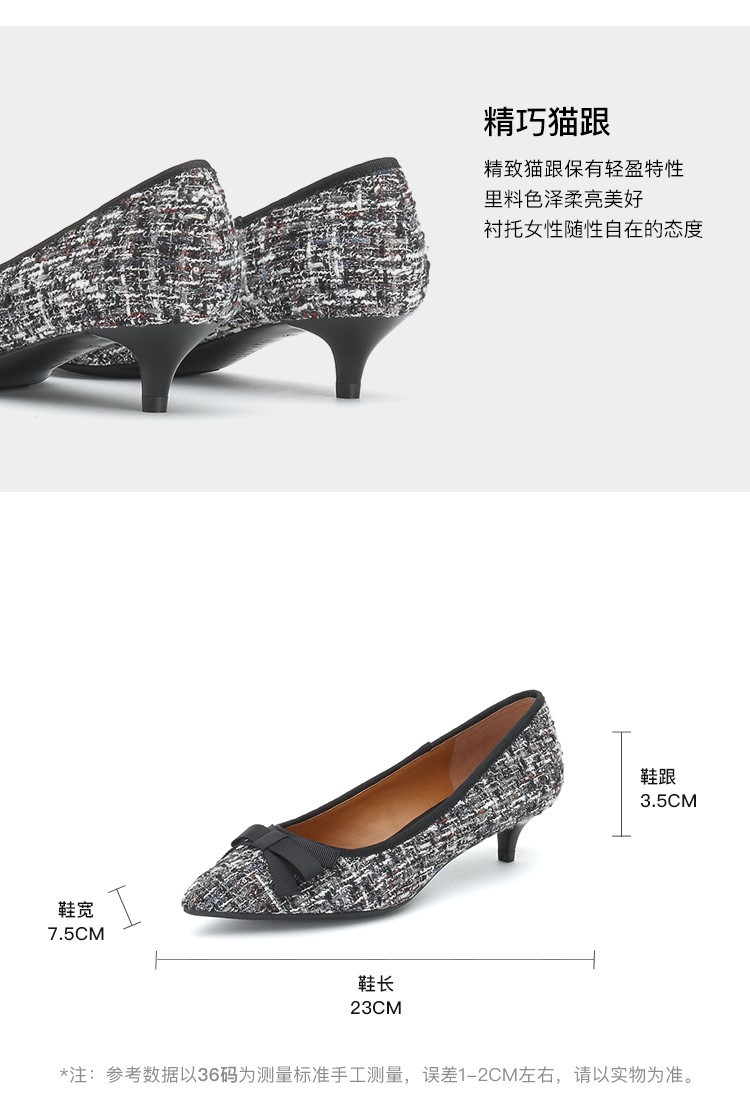 精巧猫跟
精致猫跟保有轻盈特性
里料色泽柔亮美好
衬托女性随性自在的态度
鞋跟
3.5CM
鞋宽
7.5CM
鞋长
23CM
*注：参考数据以36码为测量标准手工测量，误差1-2CM左右，请以实物为准。